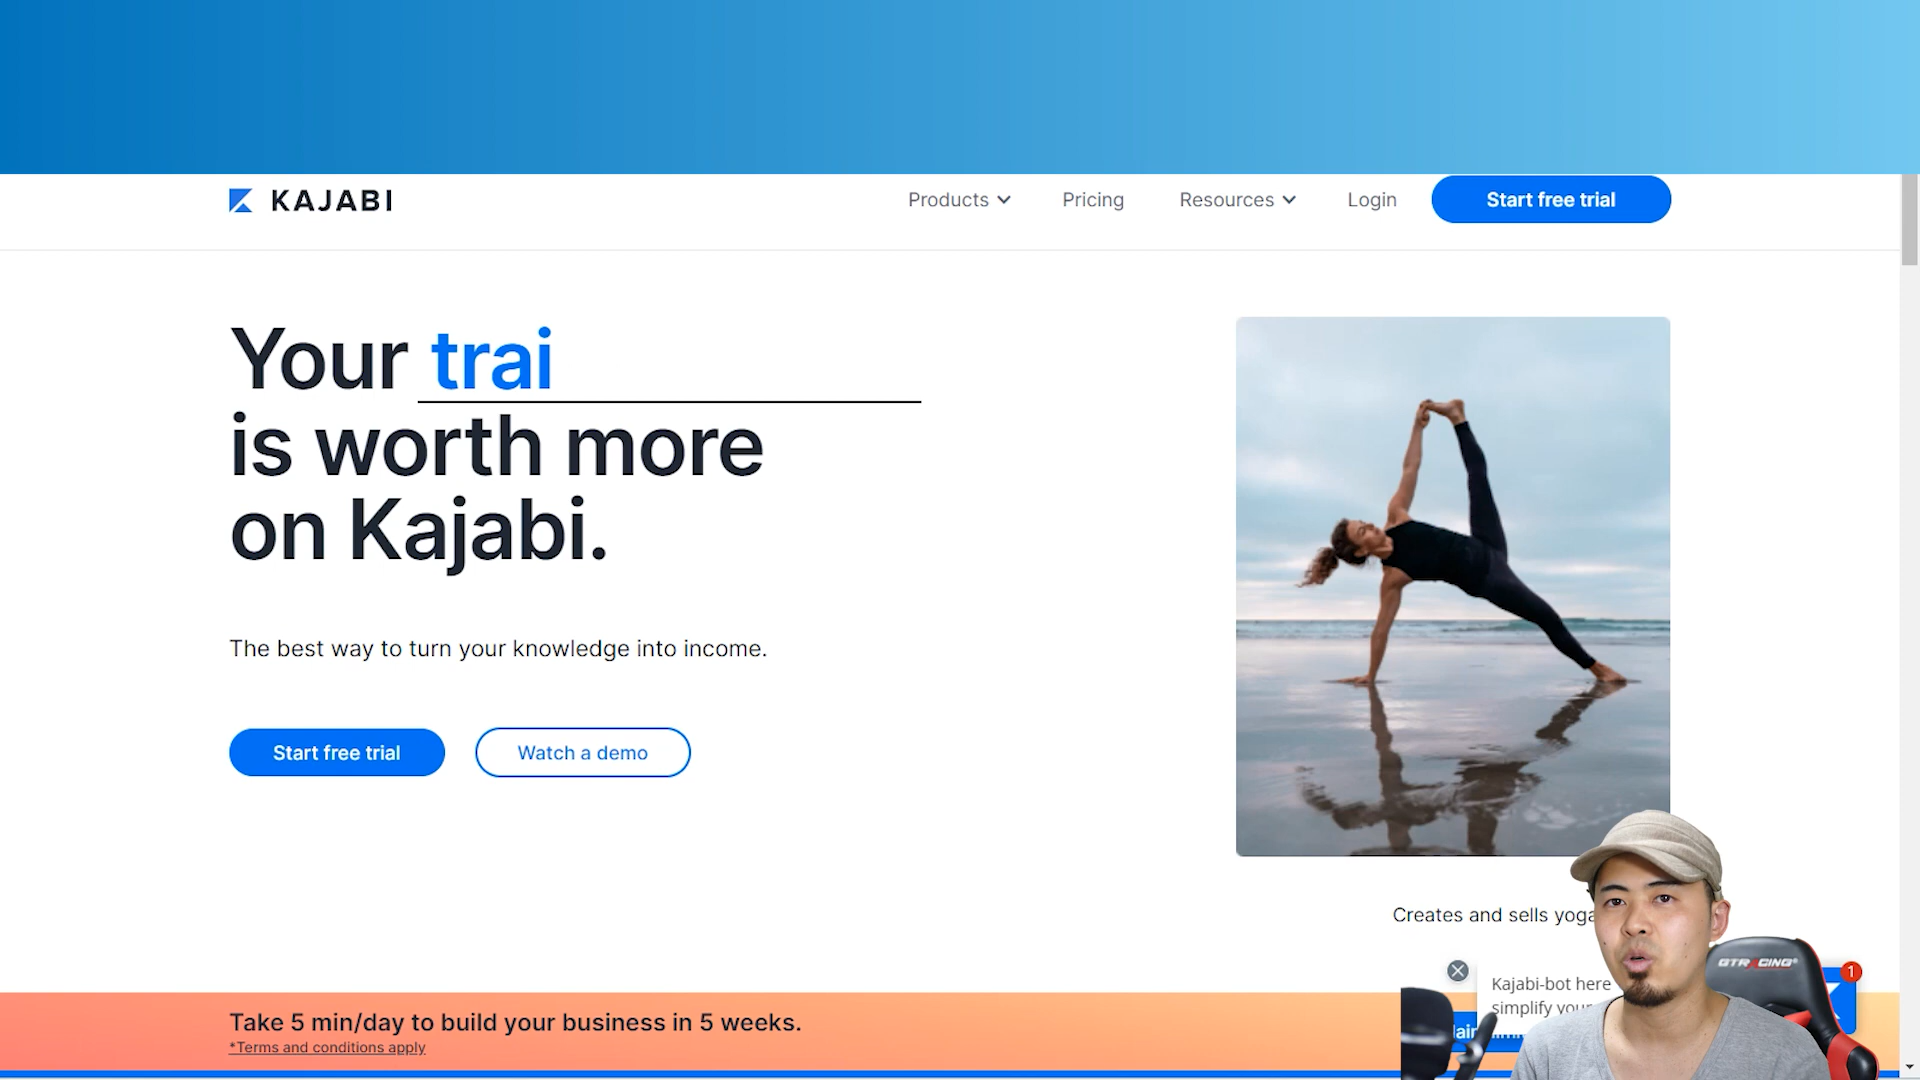 KAJABI
Products
Pricing
Resources
Login
Start free trial
Your trai
is worth more
on Kajabi.
The best way to turn your knowledge into income.
Start free trial
Watch a demo
Creates and sells yoga
Kajabi-bot here
simplify your
1
GTRACING
Take 5 min/day to build your business in 5 weeks.
*Terms and conditions apply